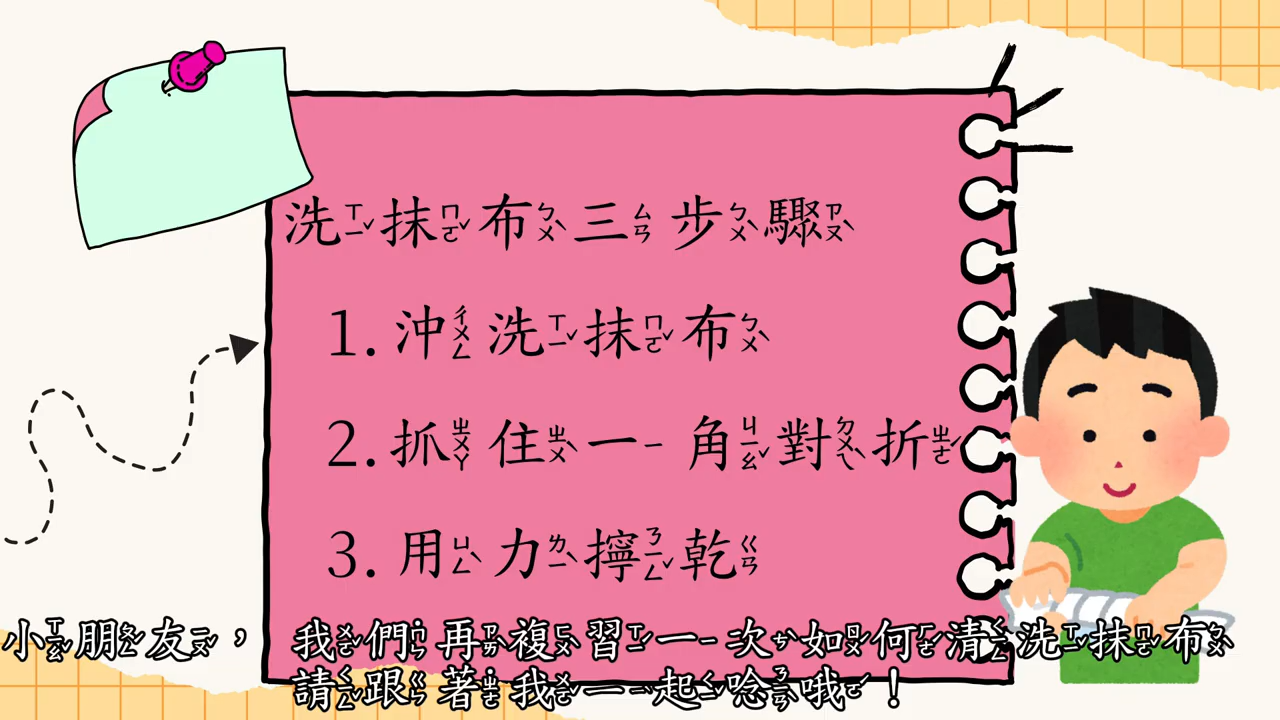 洗抹布三步驟
1. 沖洗抹布
2. 抓住一角對折
3. 用力擰乾
小朋友，我們再複習一次如何清洗抹布
請跟著我一起唸哦！